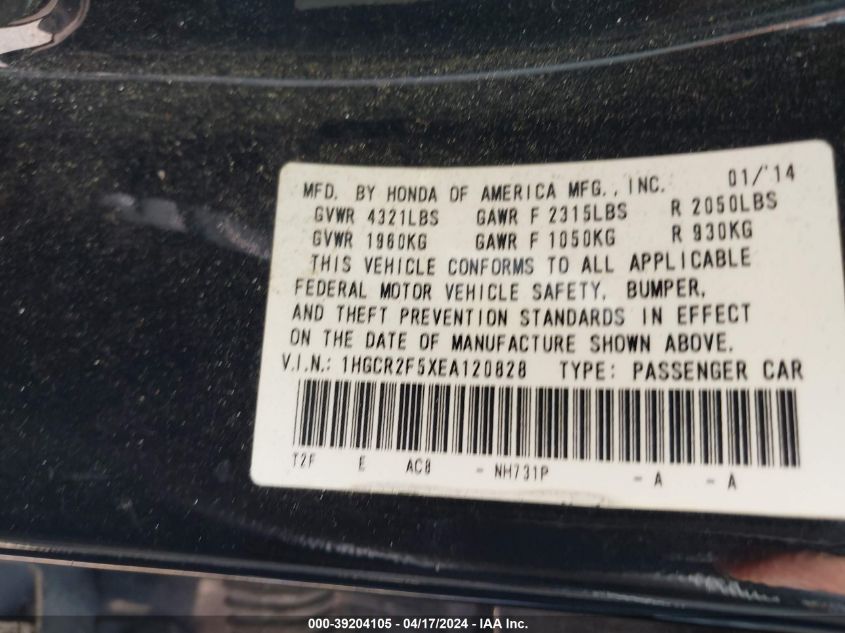 MFD. BY HONDA OF AMERICA MFG., INC. 01/'14
GVWR 4321LBS GAWR F 2315LBS R 2050LBS
GVWR 1960KG GAWR F 1050KG R 930KG
THIS VEHICLE CONFORMS TO ALL APPLICABLE
FEDERAL MOTOR VEHICLE SAFETY, BUMPER,
AND THEFT PREVENTION STANDARDS IN EFFECT
ON THE DATE OF MANUFACTURE SHOWN ABOVE.
V.I.N.: 1HGCR2F5XEA120828 TYPE: PASSENGER CAR
T2F E AC8 - NH731P - A - A
000-39204105 - 04/17/2024 - IAA Inc.